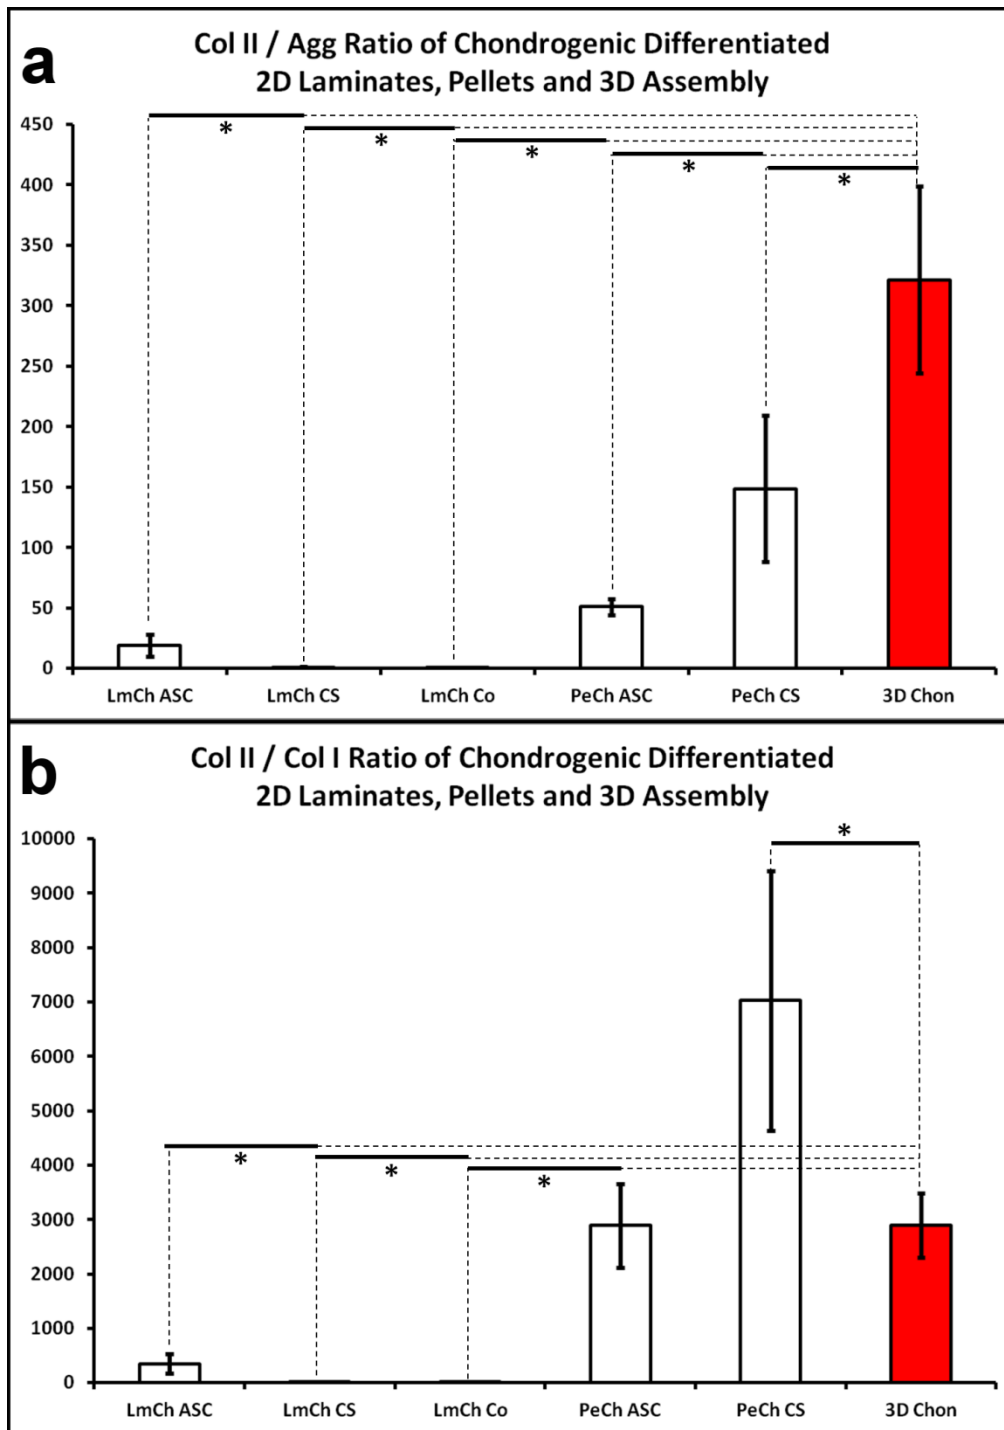 a
Col II / Agg Ratio of Chondrogenic Differentiated
2D Laminates, Pellets and 3D Assembly
450
400
350
300
250
200
150
100
50
0
* * * * *
LmCh ASC LmCh CS LmCh Co PeCh ASC PeCh CS 3D Chon
b
Col II / Col I Ratio of Chondrogenic Differentiated
2D Laminates, Pellets and 3D Assembly
10000
9000
8000
7000
6000
5000
4000
3000
2000
1000
0
*
* * *
LmCh ASC LmCh CS LmCh Co PeCh ASC PeCh CS 3D Chon